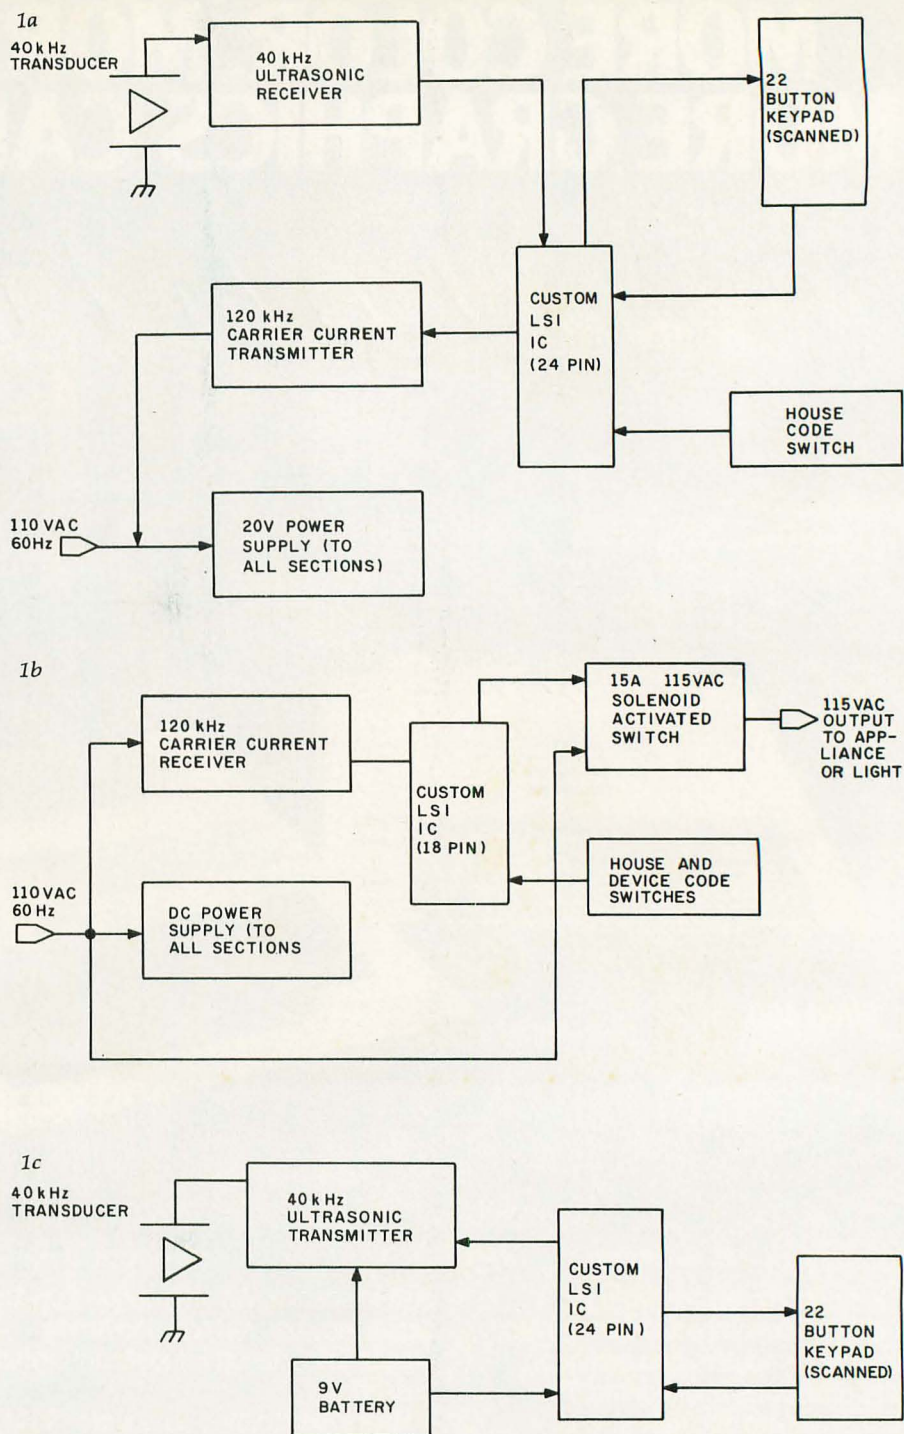 1a
40 kHz
TRANSDUCER
40 kHz
ULTRASONIC
RECEIVER
22
BUTTON
KEYPAD
(SCANNED)
120 kHz
CARRIER CURRENT
TRANSMITTER
CUSTOM
LSI
IC
(24 PIN)
HOUSE
CODE
SWITCH
110 VAC
60Hz
20V POWER
SUPPLY (TO
ALL SECTIONS)
1b
120 kHz
CARRIER CURRENT
RECEIVER
CUSTOM
LSI
IC
(18 PIN)
15A 115VAC
SOLENOID
ACTIVATED
SWITCH
115VAC
OUTPUT
TO APP-
LIANCE
OR LIGHT
110 VAC
60 Hz
DC POWER
SUPPLY (TO
ALL SECTIONS
HOUSE AND
DEVICE CODE
SWITCHES
1c
40 kHz
TRANSDUCER
40 kHz
ULTRASONIC
TRANSMITTER
CUSTOM
LSI
IC
(24 PIN)
22
BUTTON
KEYPAD
(SCANNED)
9V
BATTERY